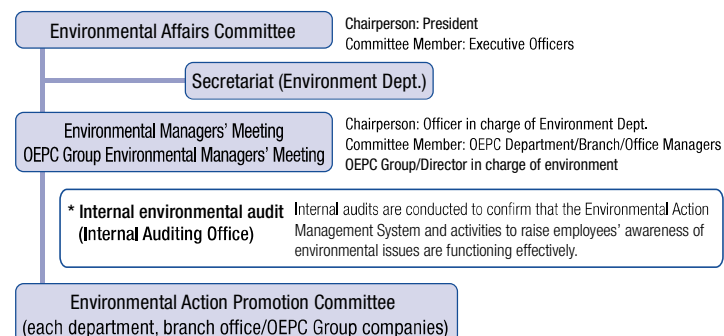 Environmental Affairs Committee
Chairperson: President
Committee Member: Executive Officers
Secretariat (Environment Dept.)
Environmental Managers' Meeting
OEPC Group Environmental Managers' Meeting
Chairperson: Officer in charge of Environment Dept.
Committee Member: OEPC Department/Branch/Office Managers
OEPC Group/Director in charge of environment
* Internal environmental audit
(Internal Auditing Office)
Internal audits are conducted to confirm that the Environmental Action
Management System and activities to raise employees' awareness of
environmental issues are functioning effectively.
Environmental Action Promotion Committee
(each department, branch office/OEPC Group companies)